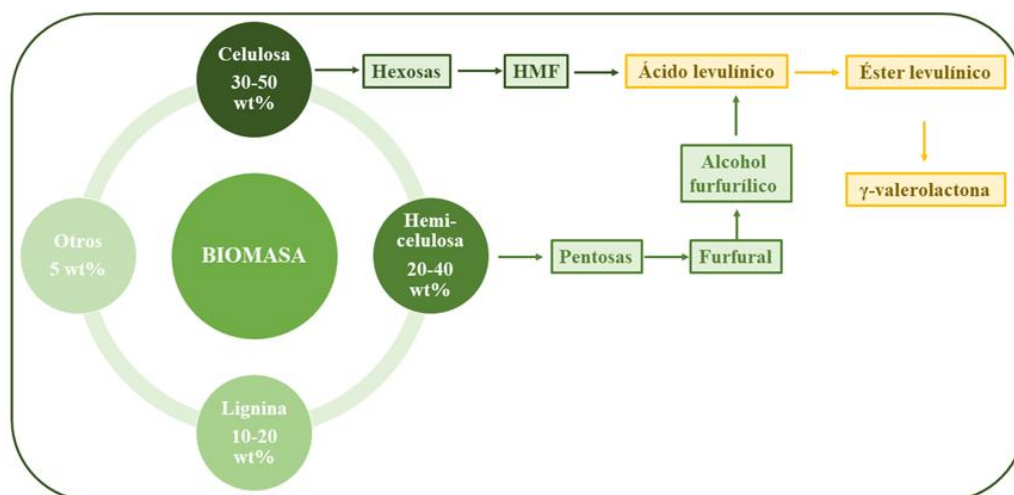 Celulosa
30-50
wt%
Hexosas
HMF
Ácido levulínico
Éster levulínico
Alcohol
furfurílico
γ-valerolactona
Otros
5 wt%
BIOMASA
Hemi-
celulosa
20-40
wt%
Pentosas
Furfural
Lignina
10-20
wt%